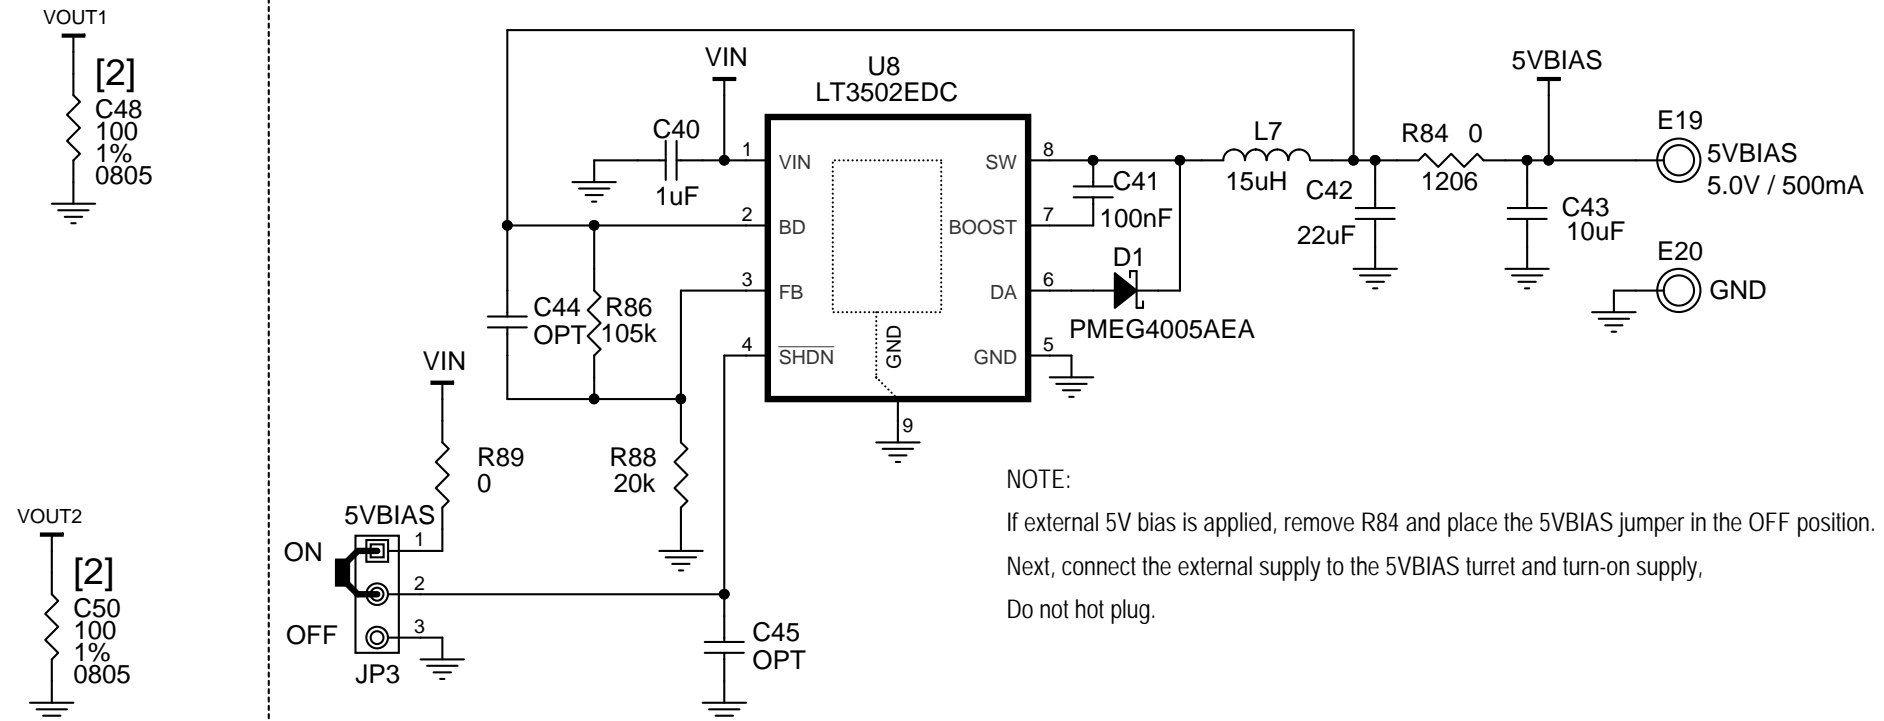 VOUT1
[2]
C48
100
1%
0805
VOUT2
[2]
C50
100
1%
0805
VIN
C40
1uF
U8
LT3502EDC
1
VIN
2
BD
3
FB
4
SHDN
8
SW
7
BOOST
6
DA
5
GND
GND
9
C41
100nF
D1
PMEG4005AEA
L7
15uH
C42
22uF
R84 0
1206
5VBIAS
C43
10uF
E19
5VBIAS
5.0V / 500mA
E20
GND
C44
OPT
R86
105k
VIN
R89
0
R88
20k
5VBIAS
ON
1
2
OFF
3
JP3
C45
OPT
NOTE:
If external 5V bias is applied, remove R84 and place the 5VBIAS jumper in the OFF position.
Next, connect the external supply to the 5VBIAS turret and turn-on supply,
Do not hot plug.